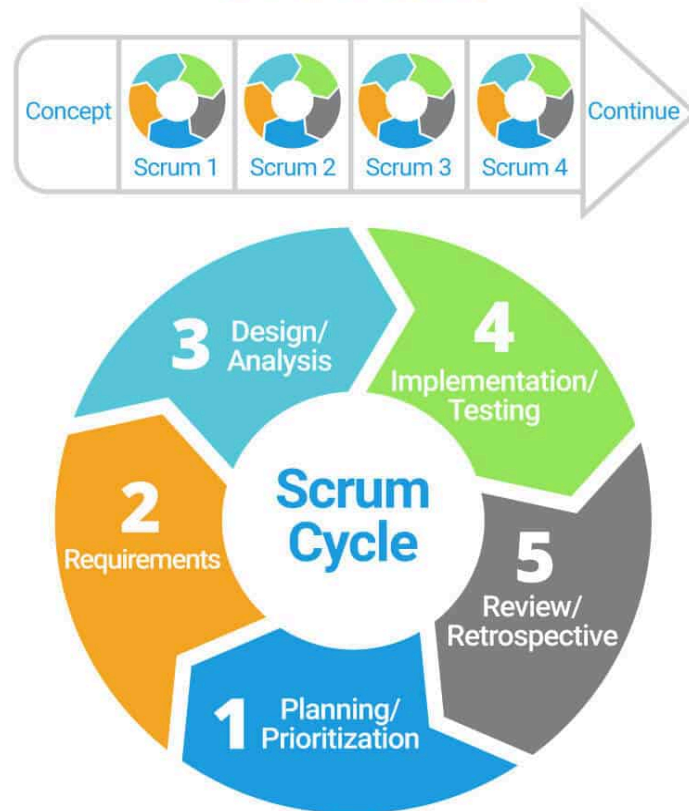 Concept
Scrum 1
Scrum 2
Scrum 3
Scrum 4
Continue
3
Design/
Analysis
4
Implementation/
Testing
Scrum
Cycle
2
Requirements
5
Review/
Retrospective
1
Planning/
Prioritization